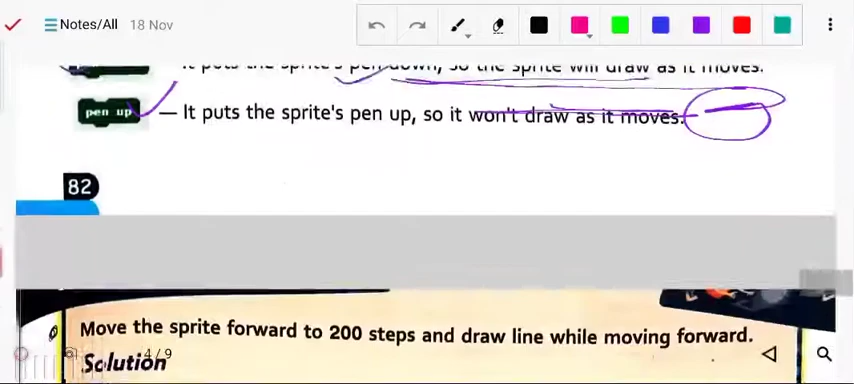 Notes/All 18 Nov
It puts the sprite's pen down, so the sprite will draw as it moves.
pen up — It puts the sprite's pen up, so it won't draw as it moves.
82
Move the sprite forward to 200 steps and draw line while moving forward.
4/9
Solution